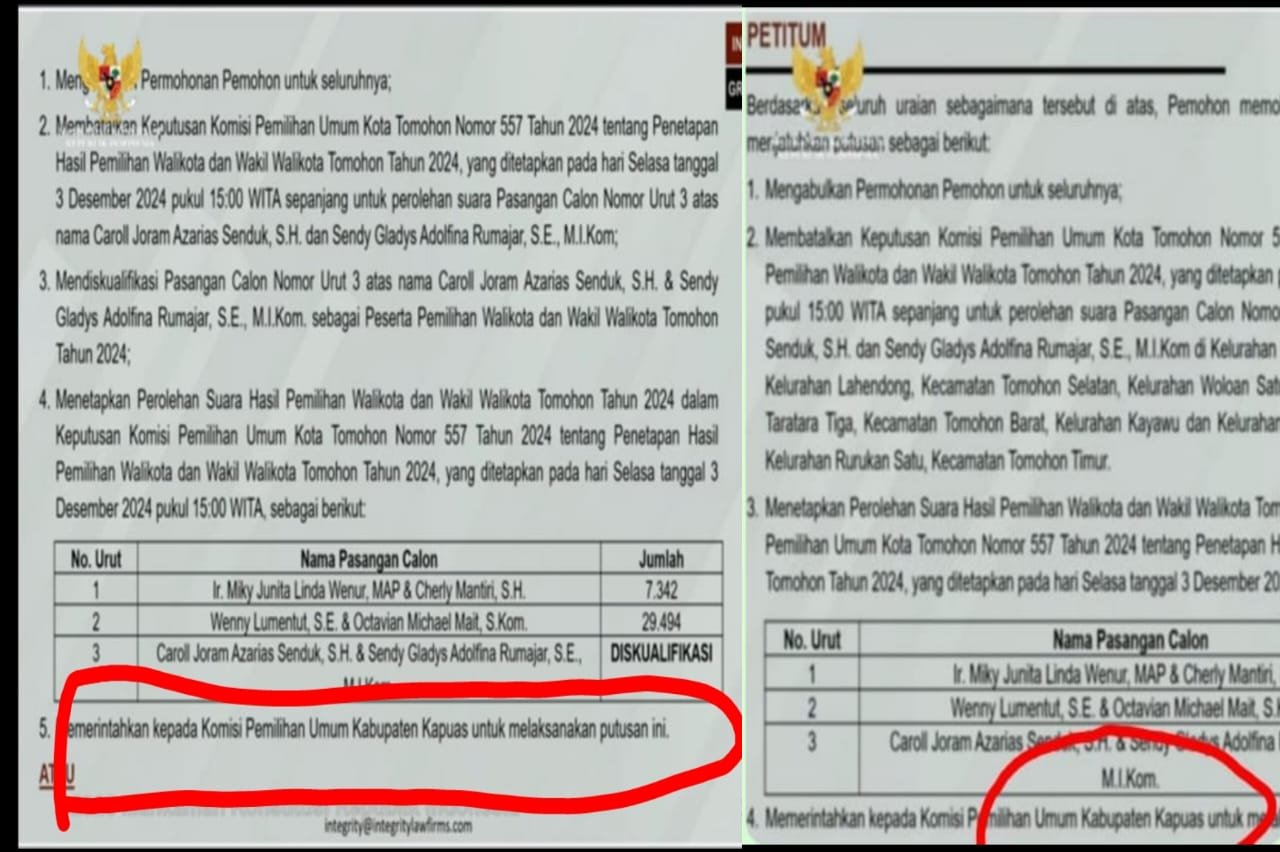 1. Permohonan Pemohon untuk seluruhnya;
2. Membatalkan Keputusan Komisi Pemilihan Umum Kota Tomohon Nomor 557 Tahun 2024 tentang Penetapan
Hasil Pemilihan Walikota dan Wakil Walikota Tomohon Tahun 2024, yang ditetapkan pada hari Selasa tanggal
3 Desember 2024 pukul 15:00 WITA sepanjang untuk perolehan suara Pasangan Calon Nomor Urut 3 atas
nama Caroll Joram Azarias Senduk, S.H. dan Sendy Gladys Adolfina Rumajar, S.E., M.I.Kom;
3. Mendiskualifikasi Pasangan Calon Nomor Urut 3 atas nama Caroll Joram Azarias Senduk, S.H. & Sendy
Gladys Adolfina Rumajar, S.E., M.I.Kom. sebagai Peserta Pemilihan Walikota dan Wakil Walikota Tomohon
Tahun 2024;
4. Menetapkan Perolehan Suara Hasil Pemilihan Walikota dan Wakil Walikota Tomohon Tahun 2024 dalam
Keputusan Komisi Pemilihan Umum Kota Tomohon Nomor 557 Tahun 2024 tentang Penetapan Hasil
Pemilihan Walikota dan Wakil Walikota Tomohon Tahun 2024, yang ditetapkan pada hari Selasa tanggal 3
Desember 2024 pukul 15:00 WITA, sebagai berikut:
No. Urut Nama Pasangan Calon Jumlah
1 Ir. Miky Junita Linda Wenur, MAP & Cherly Mantiri, S.H. 7.342
2 Wenny Lumentut, S.E. & Octavian Michael Mait, S.Kom. 29.494
3 Caroll Joram Azarias Senduk, S.H. & Sendy Gladys Adolfina Rumajar, S.E., DISKUALIFIKASI
M.I.Kom.
5. emerintahkan kepada Komisi Pemilihan Umum Kabupaten Kapuas untuk melaksanakan putusan ini.
ATAU
integrity@integritylawfirms.com
IN
GR
PETITUM
seluruh uraian sebagaimana tersebut di atas, Pemohon memo
menjatuhkan putusan sebagai berikut:
1. Mengabulkan Permohonan Pemohon untuk seluruhnya;
2. Membatalkan Keputusan Komisi Pemilihan Umum Kota Tomohon Nomor 5
Pemilihan Walikota dan Wakil Walikota Tomohon Tahun 2024, yang ditetapkan
pukul 15:00 WITA sepanjang untuk perolehan suara Pasangan Calon Nomo
Senduk, S.H. dan Sendy Gladys Adolfina Rumajar, S.E., M.I.Kom di Kelurahan
Kelurahan Lahendong, Kecamatan Tomohon Selatan, Kelurahan Woloan Sat
Taratara Tiga, Kecamatan Tomohon Barat, Kelurahan Kayawu dan Kelurahan
Kelurahan Rurukan Satu, Kecamatan Tomohon Timur.
3. Menetapkan Perolehan Suara Hasil Pemilihan Walikota dan Wakil Walikota Tom
Pemilihan Umum Kota Tomohon Nomor 557 Tahun 2024 tentang Penetapan H
Tomohon Tahun 2024, yang ditetapkan pada hari Selasa tanggal 3 Desember 20
No. Urut Nama Pasangan Calon
1 Ir. Miky Junita Linda Wenur, MAP & Cherly Mantiri,
2 Wenny Lumentut, S.E. & Octavian Michael Mait, S.K
3 Caroll Joram Azarias Senduk, S.H. & Sendy Gladys Adolfina
M.I.Kom.
4. Memerintahkan kepada Komisi Pemilihan Umum Kabupaten Kapuas untuk